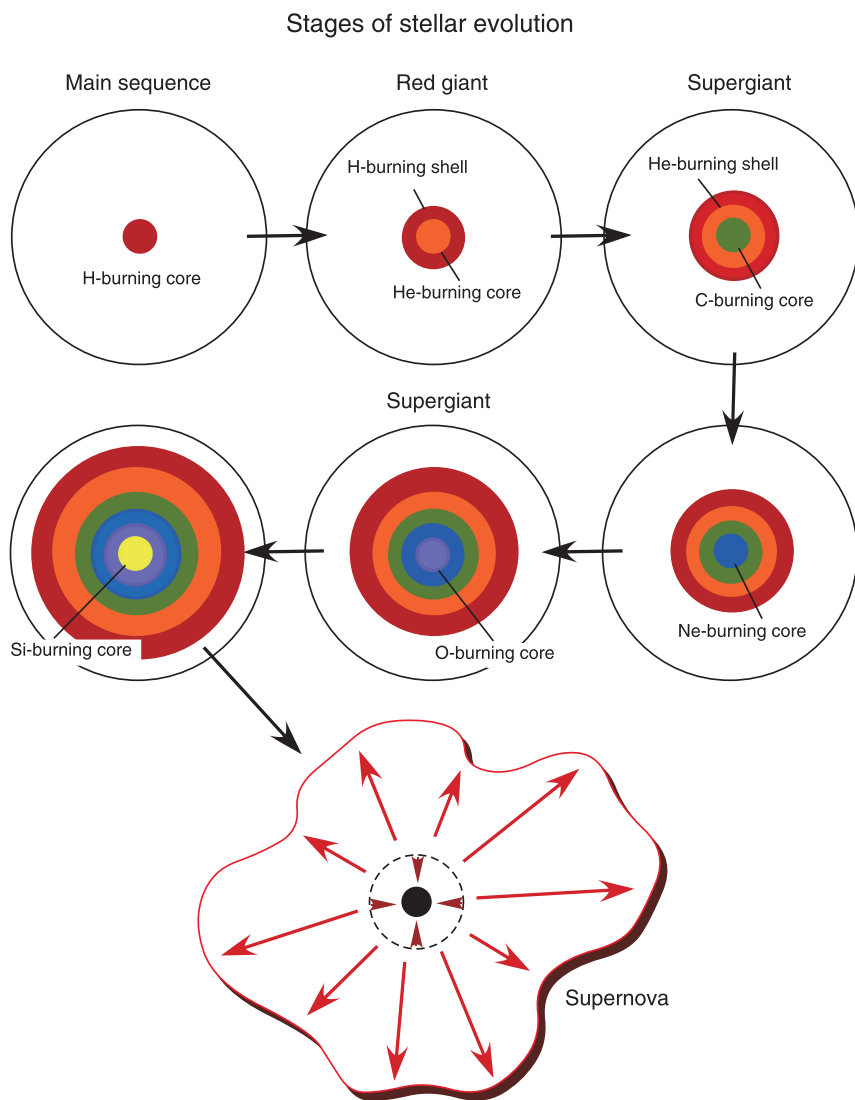 Stages of stellar evolution
Main sequence
Red giant
Supergiant
H-burning core
H-burning shell
He-burning core
He-burning shell
C-burning core
Supergiant
Si-burning core
O-burning core
Ne-burning core
Supernova